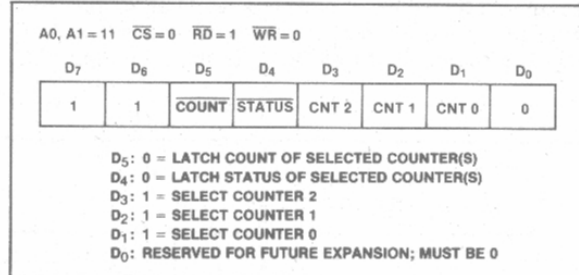 A0, A1 = 11 CS = 0 RD = 1 WR = 0
D7 D6 D5 D4 D3 D2 D1 D0
1 1 COUNT STATUS CNT 2 CNT 1 CNT 0 0
D5: 0 = LATCH COUNT OF SELECTED COUNTER(S)
D4: 0 = LATCH STATUS OF SELECTED COUNTER(S)
D3: 1 = SELECT COUNTER 2
D2: 1 = SELECT COUNTER 1
D1: 1 = SELECT COUNTER 0
D0: RESERVED FOR FUTURE EXPANSION; MUST BE 0